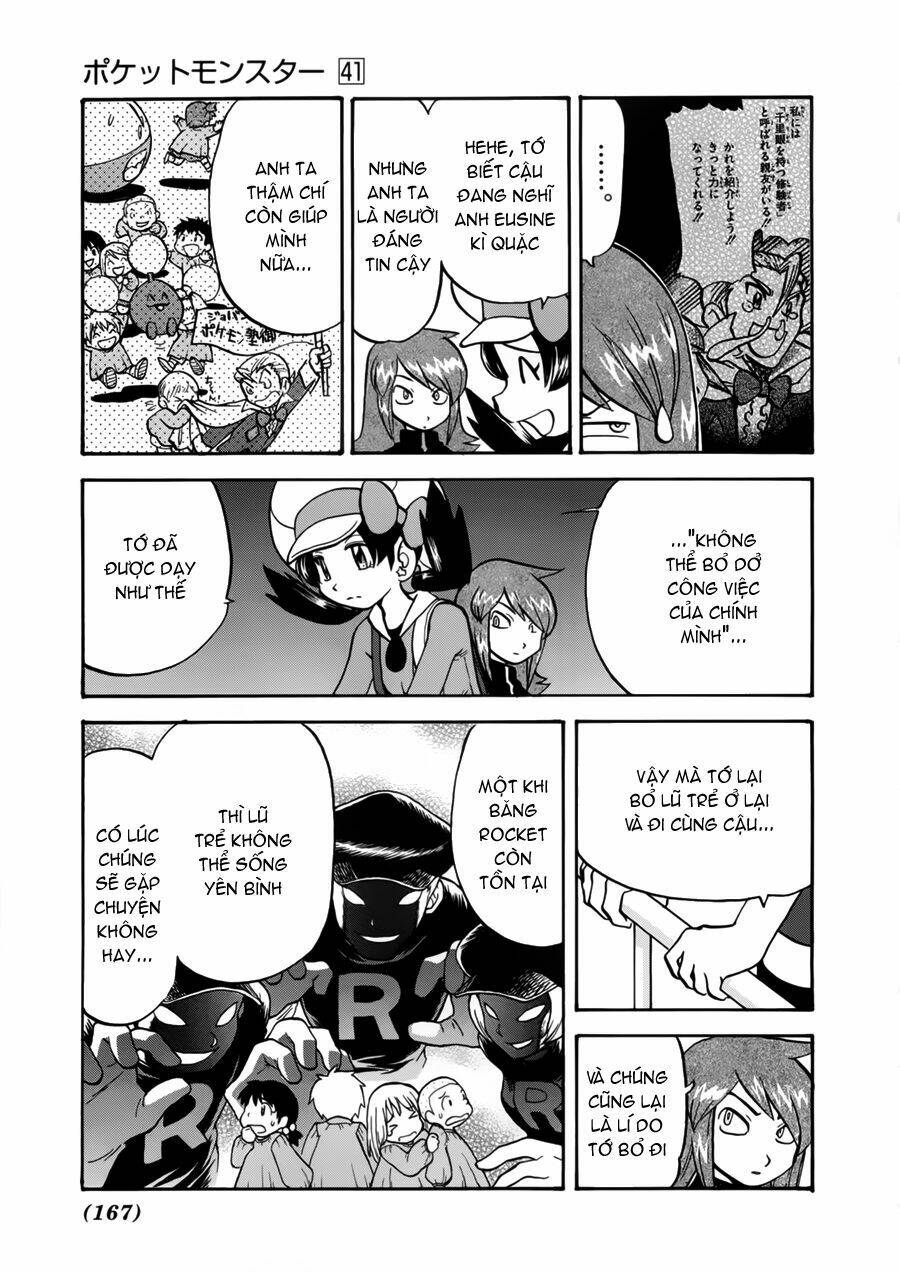 ポケットモンスター 41
私には
「千里眼を持つ修験者」
と呼ばれる親友がいる!!
かれを紹介しよう!
きっと力に
なってくれる!!
……。
HEHE, TỚ
BIẾT CẬU
ĐANG NGHĨ
ANH EUSINE
KÌ QUẶC
NHƯNG
ANH TA
LÀ NGƯỜI
ĐÁNG
TIN CẬY
ANH TA
THẬM CHÍ
CÒN GIÚP
MÌNH
NỮA...
ポケモン塾
..."KHÔNG
THỂ BỎ DỞ
CÔNG VIỆC
CỦA CHÍNH
MÌNH"...
TỚ ĐÃ
ĐƯỢC DẠY
NHƯ THẾ
VẬY MÀ TỚ LẠI
BỎ LŨ TRẺ Ở LẠI
VÀ ĐI CÙNG CẬU...
VÀ CHÚNG
CŨNG LẠI
LÀ LÍ DO
TỚ BỎ ĐI
MỘT KHI
BĂNG
ROCKET
CÒN
TỒN TẠI
THÌ LŨ
TRẺ KHÔNG
THỂ SỐNG
YÊN BÌNH
CÓ LÚC
CHÚNG
SẼ GẶP
CHUYỆN
KHÔNG
HAY...
R
R
R
(167)